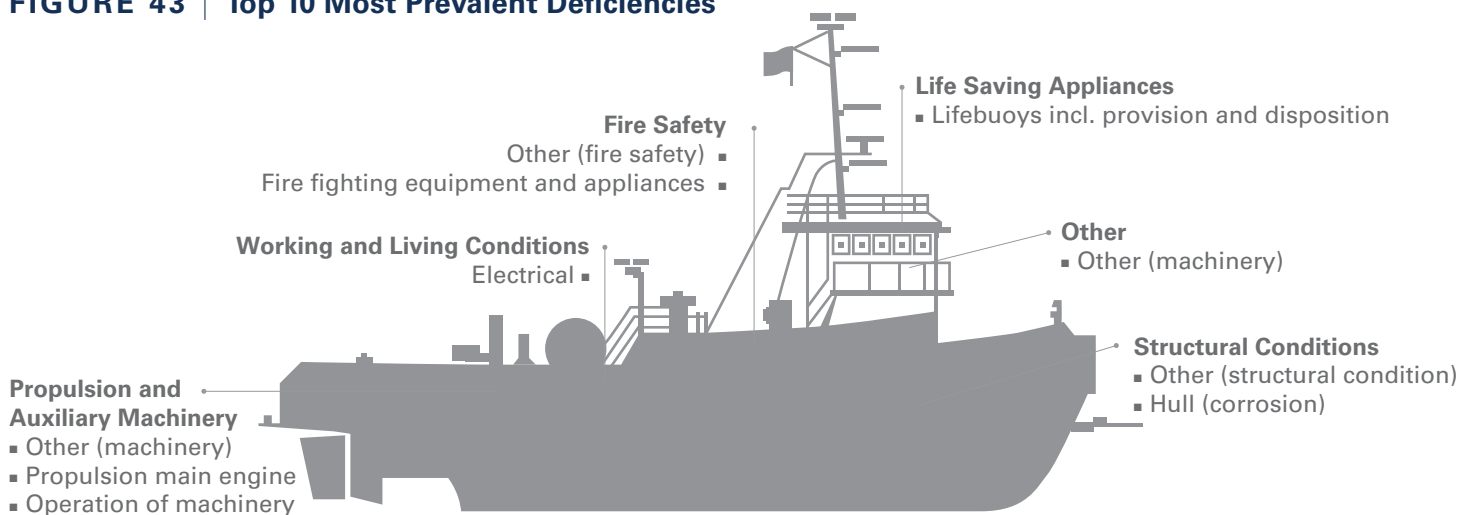 FIGURE 43 | Top 10 Most Prevalent Deficiencies
Life Saving Appliances
▪ Lifebuoys incl. provision and disposition
Fire Safety
Other (fire safety) ▪
Fire fighting equipment and appliances ▪
Working and Living Conditions
Electrical ▪
Other
▪ Other (machinery)
Structural Conditions
▪ Other (structural condition)
▪ Hull (corrosion)
Propulsion and
Auxiliary Machinery
▪ Other (machinery)
▪ Propulsion main engine
▪ Operation of machinery